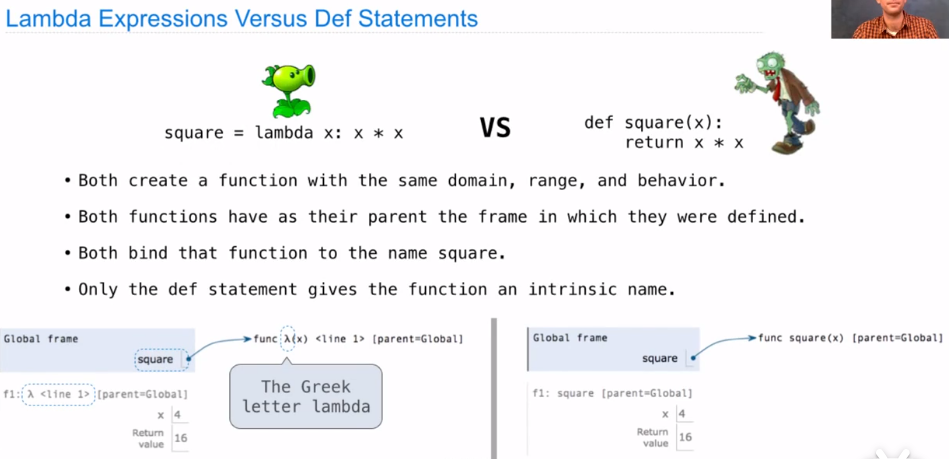 Lambda Expressions Versus Def Statements
square = lambda x: x * x
VS
def square(x):
return x * x
• Both create a function with the same domain, range, and behavior.
• Both functions have as their parent the frame in which they were defined.
• Both bind that function to the name square.
• Only the def statement gives the function an intrinsic name.
Global frame
square
func λ(x) <line 1> [parent=Global]
f1: λ <line 1> [parent=Global]
x 4
Return
value 16
The Greek
letter lambda
Global frame
square
func square(x) [parent=Global]
f1: square [parent=Global]
x 4
Return
value 16